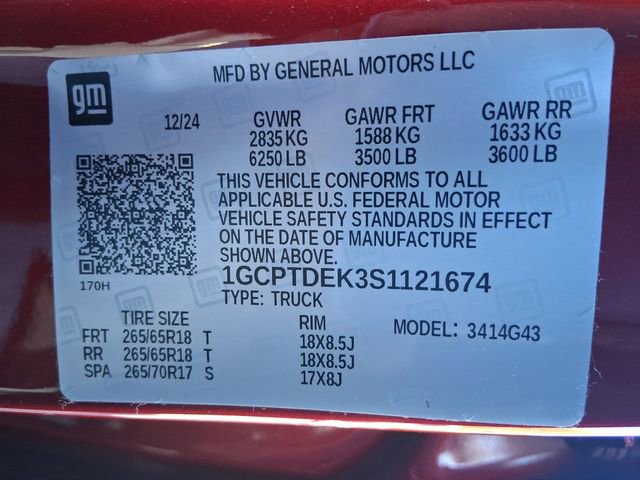 gm
MFD BY GENERAL MOTORS LLC
12/24 GVWR GAWR FRT GAWR RR
2835 KG 1588 KG 1633 KG
6250 LB 3500 LB 3600 LB
THIS VEHICLE CONFORMS TO ALL
APPLICABLE U.S. FEDERAL MOTOR
VEHICLE SAFETY STANDARDS IN EFFECT
ON THE DATE OF MANUFACTURE
SHOWN ABOVE.
170H
1GCPTDEK3S1121674
TYPE: TRUCK
TIRE SIZE RIM MODEL: 3414G43
FRT 265/65R18 T 18X8.5J
RR 265/65R18 T 18X8.5J
SPA 265/70R17 S 17X8J